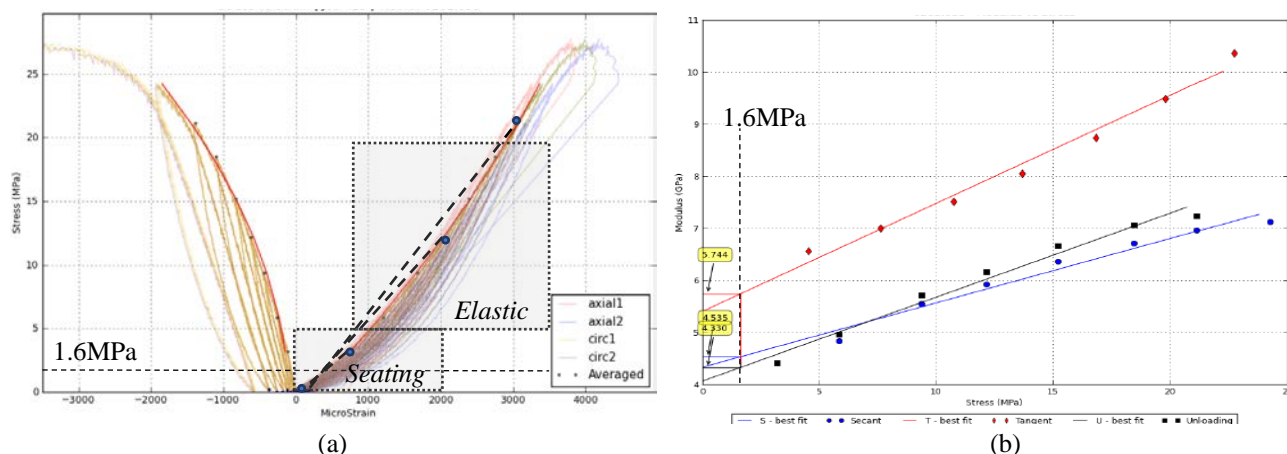 25
20
15
10
5
0
Stress (MPa)
1.6MPa
Elastic
Seating
axial1
axial2
circ1
circ2
Averaged
−3000 −2000 −1000 0 1000 2000 3000 4000
MicroStrain
(a)
11
10
9
8
7
6
5
4
Modulus (GPa)
1.6MPa
5.744
4.535
4.330
0 5 10 15 20
Stress (MPa)
S - best fit Secant T - best fit Tangent U - best fit Unloading
(b)